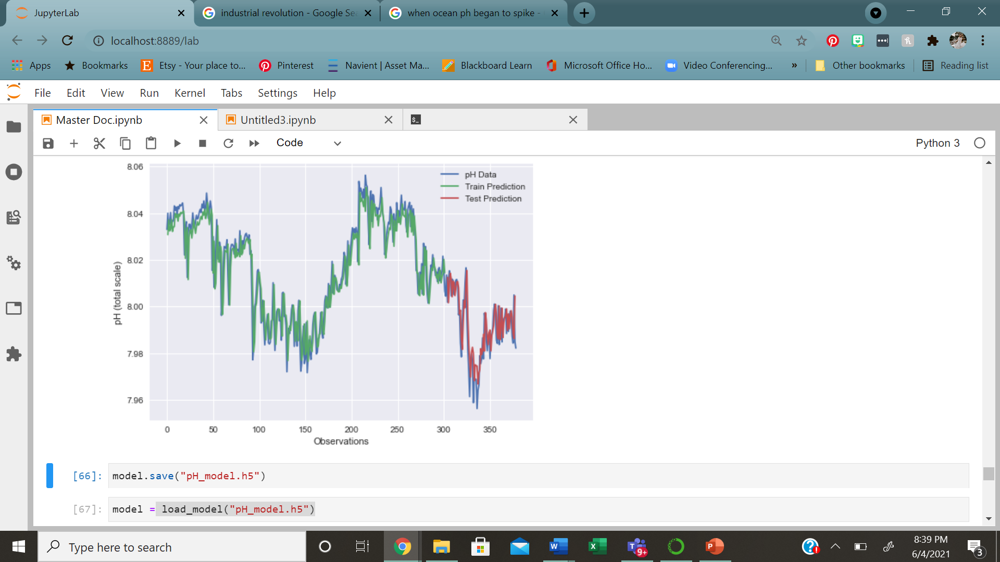 JupyterLab
industrial revolution - Google Sea
when ocean ph began to spike -
localhost:8889/lab
Apps
Bookmarks
Etsy - Your place to...
Pinterest
Navient | Asset Ma...
Blackboard Learn
Microsoft Office Ho...
Video Conferencing...
»
Other bookmarks
Reading list
File Edit View Run Kernel Tabs Settings Help
Master Doc.ipynb
Untitled3.ipynb
$_
Code
Python 3
8.06
8.04
8.02
8.00
7.98
7.96
pH (total scale)
pH Data
Train Prediction
Test Prediction
0 50 100 150 200 250 300 350
Observations
[66]: model.save("pH_model.h5")
[67]: model = load_model("pH_model.h5")
Type here to search
9+
8:39 PM
6/4/2021
3